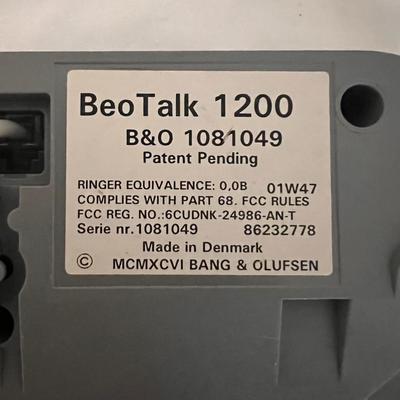 BeoTalk 1200
B&O 1081049
Patent Pending
RINGER EQUIVALENCE: 0,0B 01W47
COMPLIES WITH PART 68. FCC RULES
FCC REG. NO.:6CUDNK-24986-AN-T
Serie nr.1081049 86232778
Made in Denmark
© MCMXCVI BANG & OLUFSEN